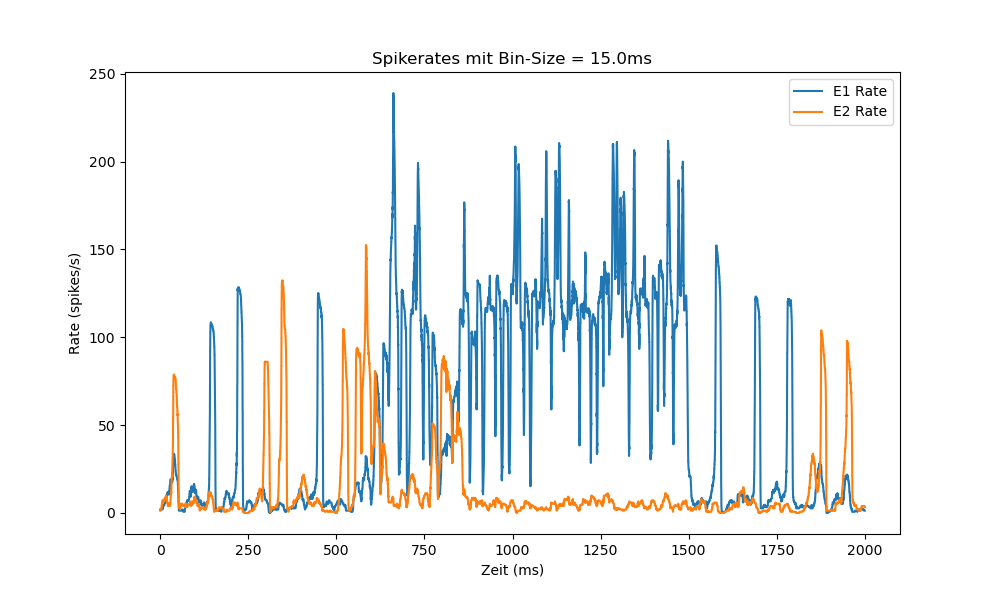 Spikerates mit Bin-Size = 15.0ms
E1 Rate
E2 Rate
Rate (spikes/s)
250
200
150
100
50
0
0 250 500 750 1000 1250 1500 1750 2000
Zeit (ms)